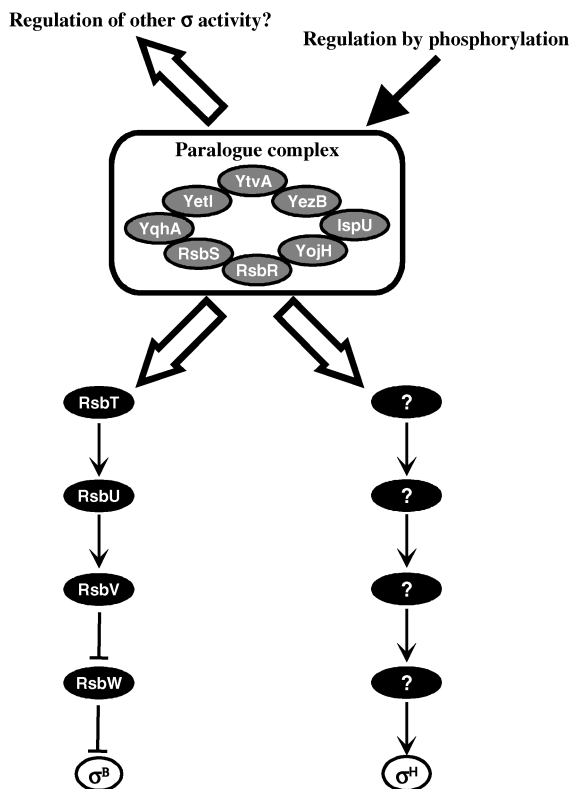 Regulation of other σ activity?
Regulation by phosphorylation
Paralogue complex
YtvA
YetI YezB
YqhA IspU
RsbS YojH
RsbR
RsbT ?
RsbU ?
RsbV ?
RsbW ?
σB σH